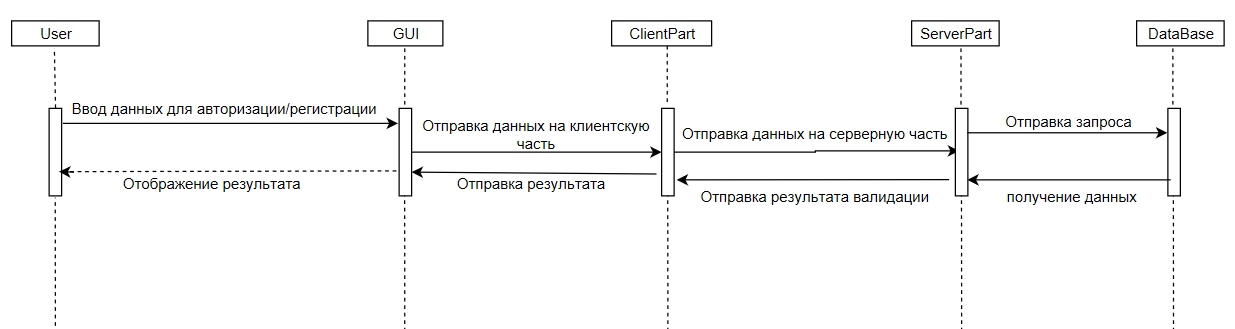 User
GUI
ClientPart
ServerPart
DataBase
Ввод данных для авторизации/регистрации
Отправка данных на клиентскую
часть
Отправка данных на серверную часть
Отправка запроса
Отображение результата
Отправка результата
Отправка результата валидации
получение данных